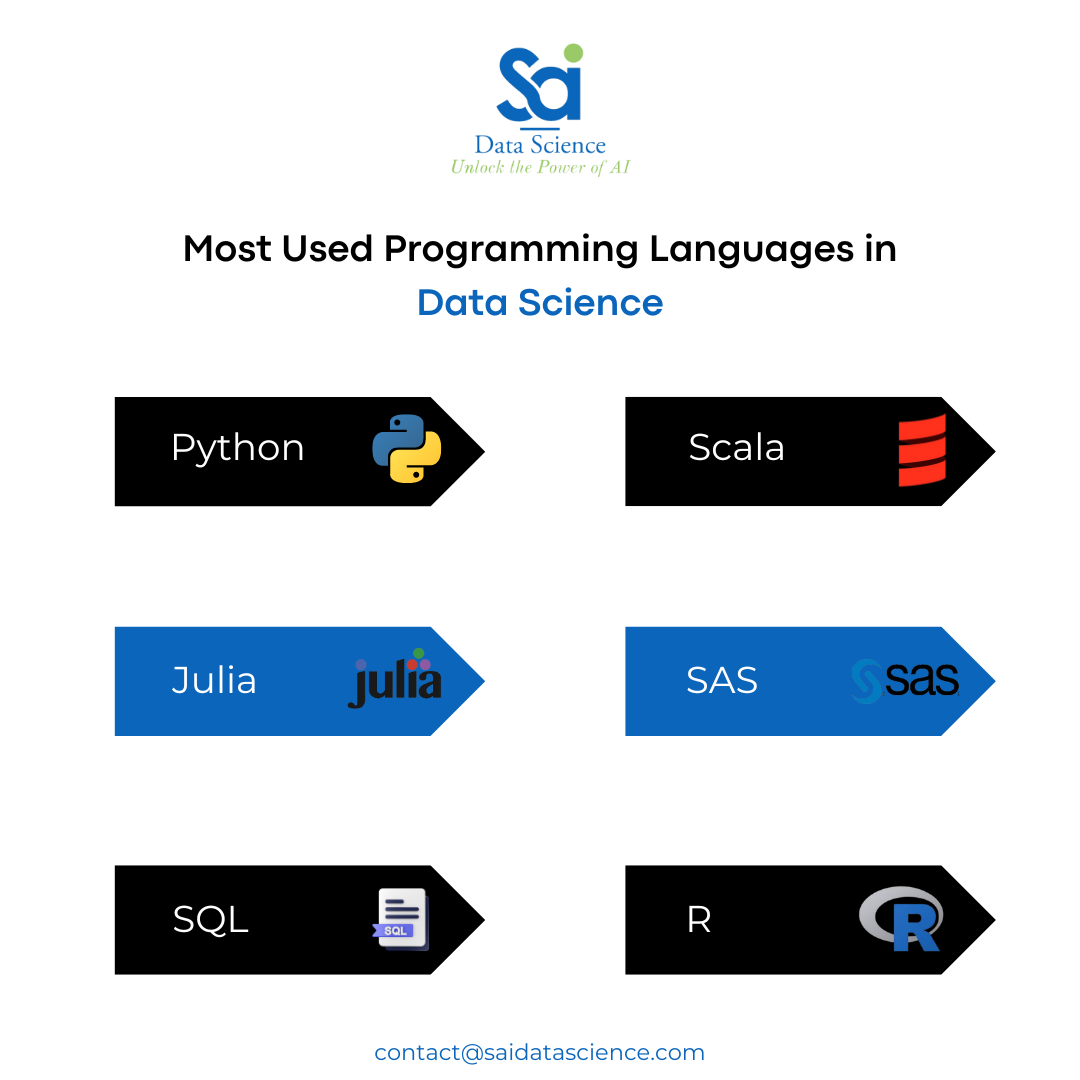 Sai
Data Science
Unlock the Power of AI
Most Used Programming Languages in
Data Science
Python
Scala
Julia
julia
SAS
sas
SQL
SQL
R
R
contact@saidatascience.com